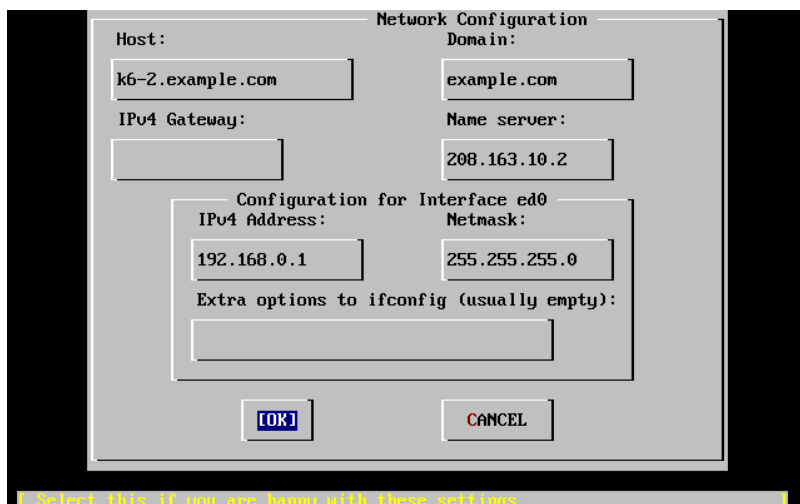 Network Configuration
Host: Domain:
k6-2.example.com example.com
IPv4 Gateway: Name server:
208.163.10.2
Configuration for Interface ed0
IPv4 Address: Netmask:
192.168.0.1 255.255.255.0
Extra options to ifconfig (usually empty):
[OK] CANCEL
[ Select this if you are happy with these settings ]